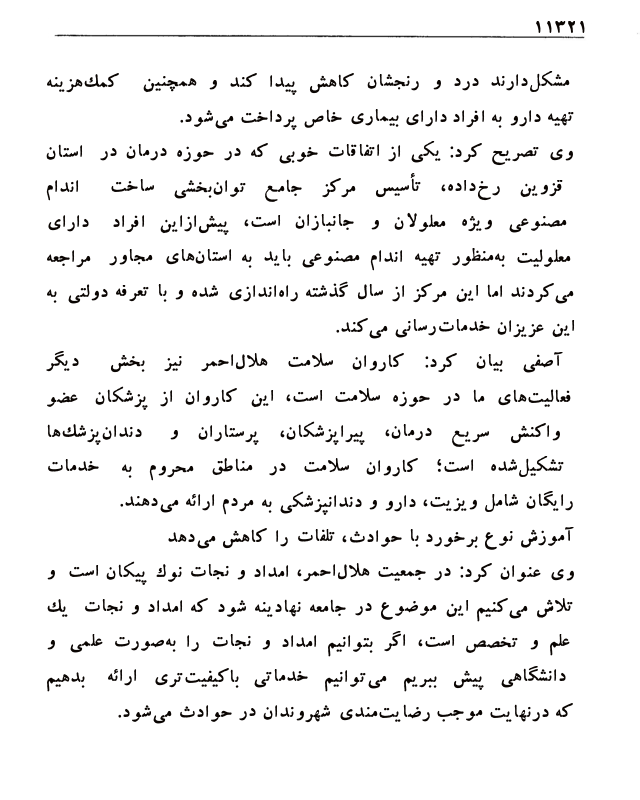 ۱۱۳۲۱
مشکل‌دارند درد و رنجشان کاهش پیدا کند و همچنین کمك‌هزینه
تهیه دارو به افراد دارای بیماری خاص پرداخت می‌شود.
وی تصریح کرد: یکی از اتفاقات خوبی که در حوزه درمان در استان
قزوین رخ‌داده، تأسیس مرکز جامع توان‌بخشی ساخت اندام
مصنوعی ویژه معلولان و جانبازان است، پیش‌ازاین افراد دارای
معلولیت به‌منظور تهیه اندام مصنوعی باید به استان‌های مجاور مراجعه
می‌کردند اما این مرکز از سال گذشته راه‌اندازی شده و با تعرفه دولتی به
این عزیزان خدمات‌رسانی می‌کند.
آصفی بیان کرد: کاروان سلامت هلال‌احمر نیز بخش دیگر
فعالیت‌های ما در حوزه سلامت است، این کاروان از پزشکان عضو
واکنش سریع درمان، پیراپزشکان، پرستاران و دندان‌پزشك‌ها
تشکیل‌شده است؛ کاروان سلامت در مناطق محروم به خدمات
رایگان شامل ویزیت، دارو و دندانپزشکی به مردم ارائه می‌دهند.
آموزش نوع برخورد با حوادث، تلفات را کاهش می‌دهد
وی عنوان کرد: در جمعیت هلال‌احمر، امداد و نجات نوك پیکان است و
تلاش می‌کنیم این موضوع در جامعه نهادینه شود که امداد و نجات یك
علم و تخصص است، اگر بتوانیم امداد و نجات را به‌صورت علمی و
دانشگاهی پیش ببریم می‌توانیم خدماتی باکیفیت‌تری ارائه بدهیم
که درنهایت موجب رضایت‌مندی شهروندان در حوادث می‌شود.